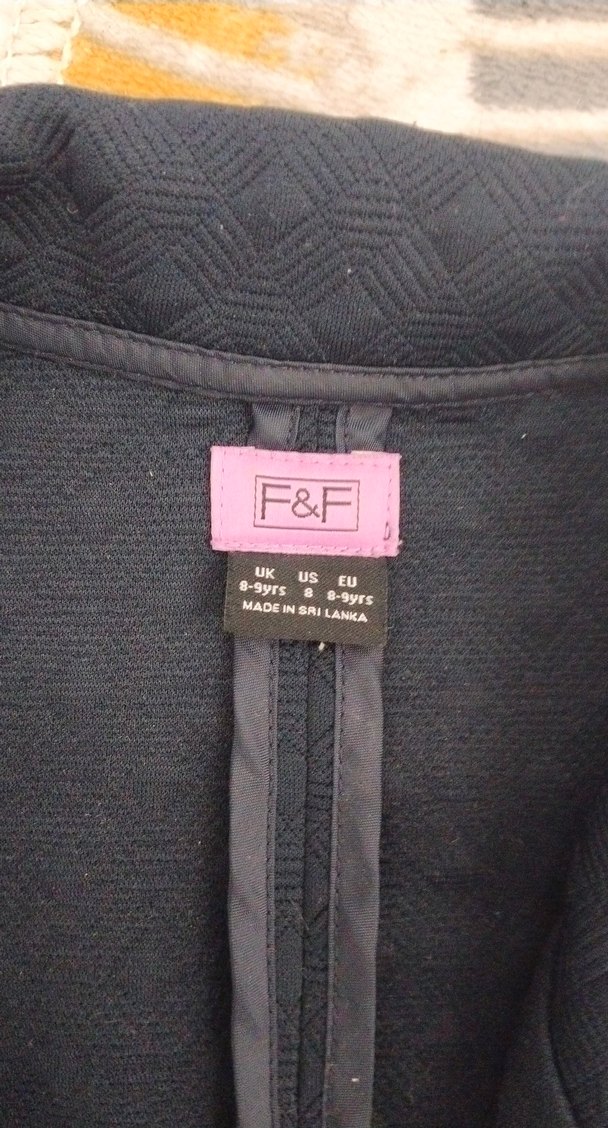 F&F
UK US EU
8-9yrs 8 8-9yrs
MADE IN SRI LANKA